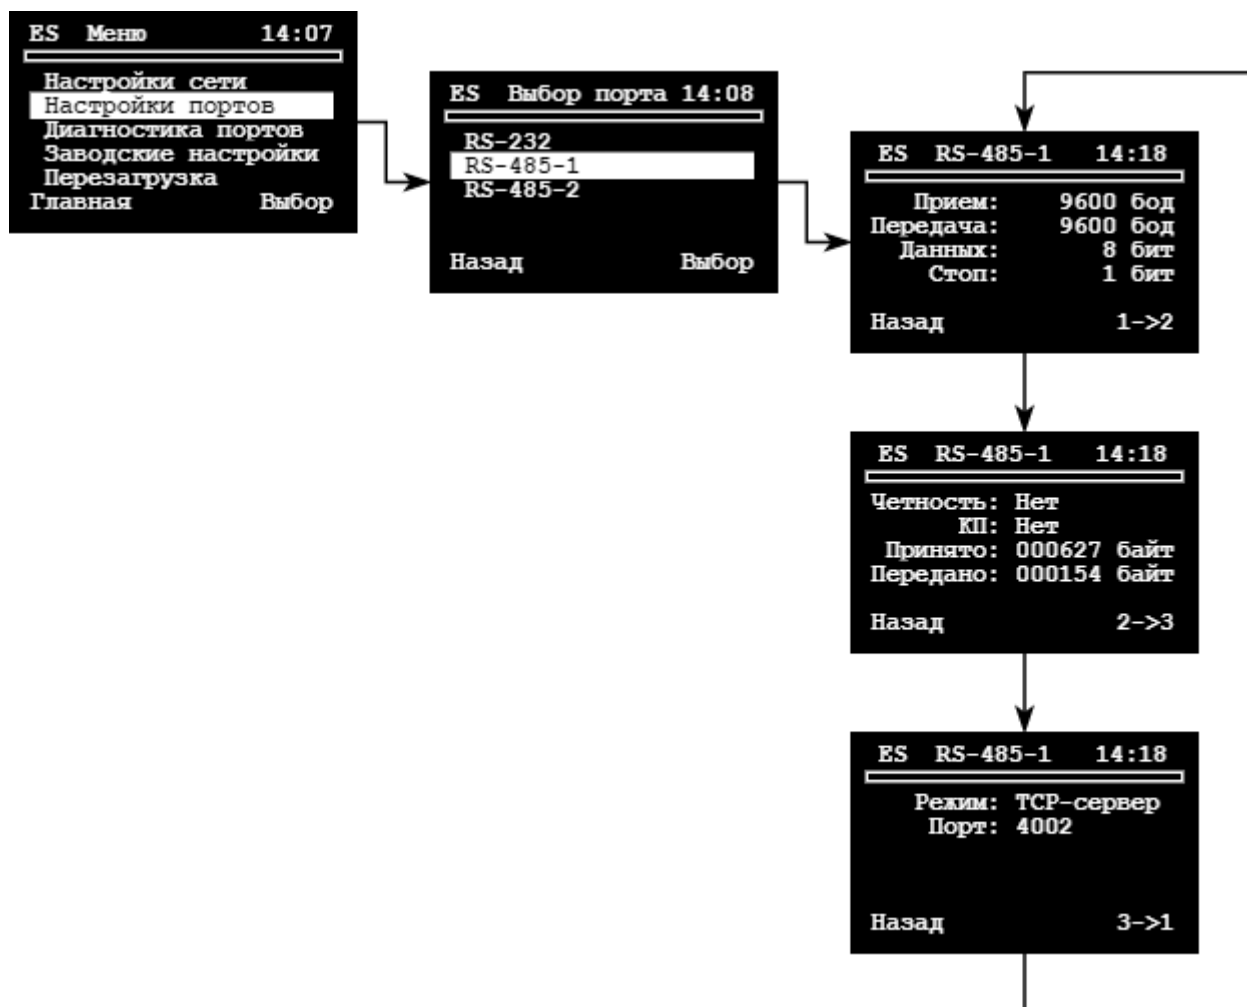 ES Меню 14:07
Настройки сети
Настройки портов
Диагностика портов
Заводские настройки
Перезагрузка
Главная Выбор
ES Выбор порта 14:08
RS-232
RS-485-1
RS-485-2
Назад Выбор
ES RS-485-1 14:18
Прием: 9600 бод
Передача: 9600 бод
Данных: 8 бит
Стоп: 1 бит
Назад 1->2
ES RS-485-1 14:18
Четность: Нет
КП: Нет
Принято: 000627 байт
Передано: 000154 байт
Назад 2->3
ES RS-485-1 14:18
Режим: TCP-сервер
Порт: 4002
Назад 3->1